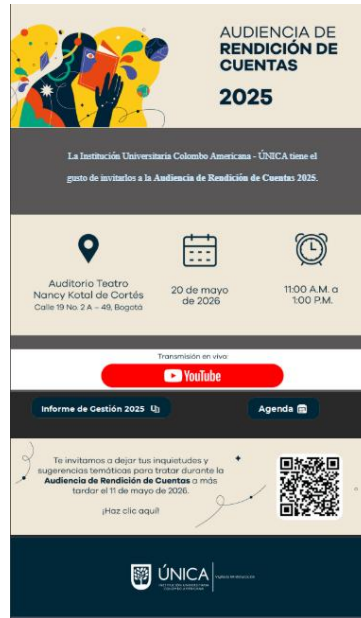 AUDIENCIA DE
RENDICIÓN DE
CUENTAS
2025
La Institución Universitaria Colombo Americana - ÚNICA tiene el
gusto de invitarlos a la Audiencia de Rendición de Cuentas 2025.
Auditorio Teatro
Nancy Kotal de Cortés
Calle 19 No. 2 A – 49, Bogotá
20 de mayo
de 2026
11:00 A.M. a
1:00 P.M.
Transmisión en vivo:
YouTube
Informe de Gestión 2025
Agenda
Te invitamos a dejar tus inquietudes y
sugerencias temáticas para tratar durante la
Audiencia de Rendición de Cuentas a más
tardar el 11 de mayo de 2026.
¡Haz clic aquí!
ÚNICA
INSTITUCIÓN UNIVERSITARIA
COLOMBO AMERICANA